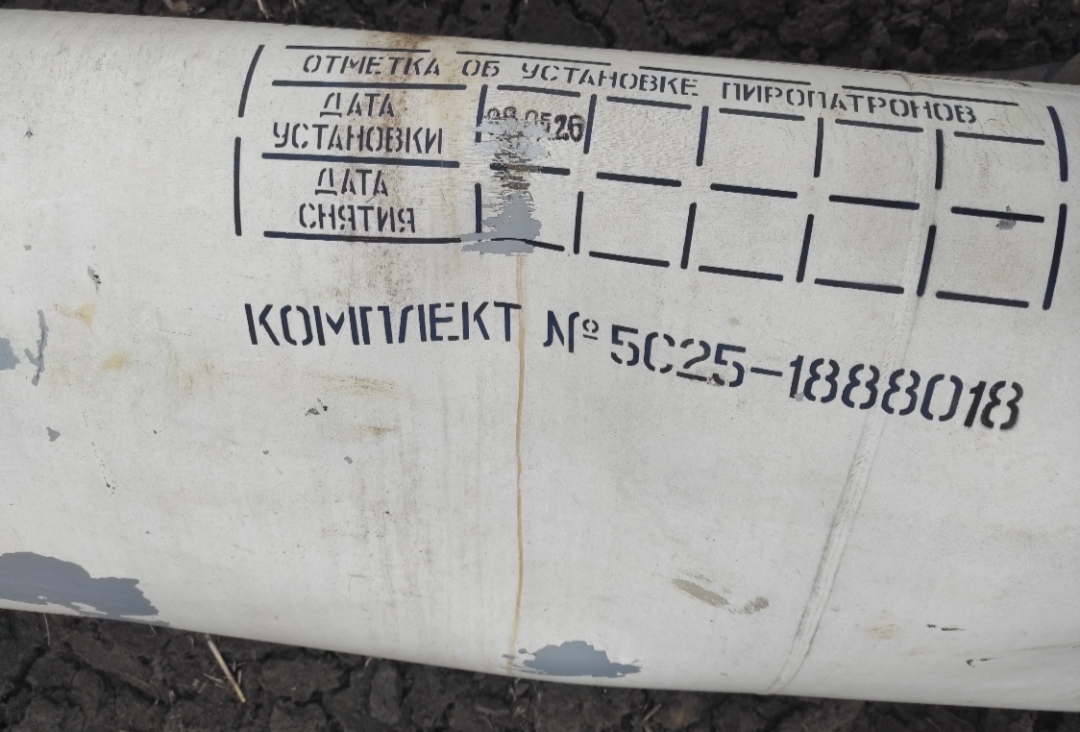 ОТМЕТКА ОБ УСТАНОВКЕ ПИРОПАТРОНОВ
ДАТА
УСТАНОВКИ
ДАТА
СНЯТИЯ
КОМПЛЕКТ № 5С25-1888018